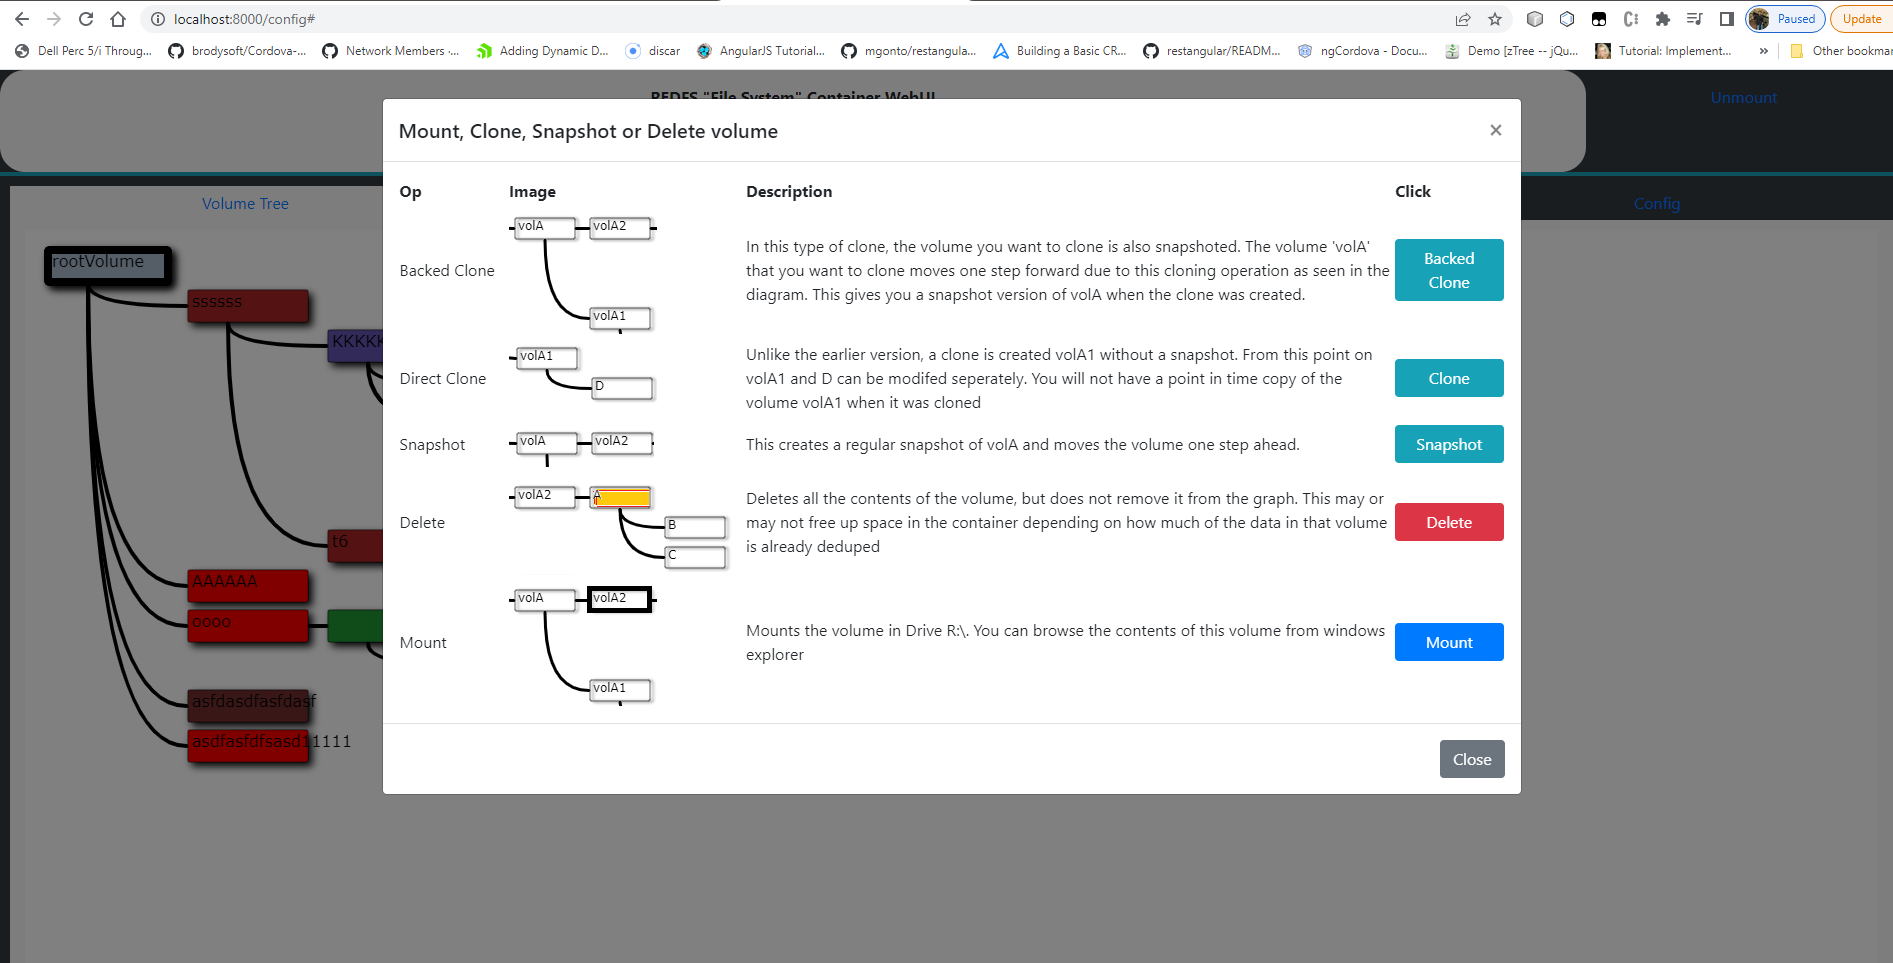 localhost:8000/config#
Paused
Update
Dell Perc 5/i Throug...
brodysoft/Cordova-...
Network Members ·...
Adding Dynamic D...
discar
AngularJS Tutorial...
mgonto/restangula...
Building a Basic CR...
restangular/READM...
ngCordova - Docu...
Demo [zTree -- jQu...
Tutorial: Implement...
»
Other bookmar
REDFS "File System" Container WebUI
Unmount
Mount, Clone, Snapshot or Delete volume
×
Volume Tree
Config
Op Image Description Click
rootVolume
ssssss
KKKKK
t6
AAAAAA
oooo
asfdasdfasfdasf
asdfasfdfsasd11111
Backed Clone
volA volA2
volA1
In this type of clone, the volume you want to clone is also snapshoted. The volume 'volA'
that you want to clone moves one step forward due to this cloning operation as seen in the
diagram. This gives you a snapshot version of volA when the clone was created.
Backed
Clone
Direct Clone
volA1
D
Unlike the earlier version, a clone is created volA1 without a snapshot. From this point on
volA1 and D can be modifed seperately. You will not have a point in time copy of the
volume volA1 when it was cloned
Clone
Snapshot
volA volA2
This creates a regular snapshot of volA and moves the volume one step ahead.
Snapshot
Delete
volA2 A
B
C
Deletes all the contents of the volume, but does not remove it from the graph. This may or
may not free up space in the container depending on how much of the data in that volume
is already deduped
Delete
Mount
volA volA2
volA1
Mounts the volume in Drive R:\. You can browse the contents of this volume from windows
explorer
Mount
Close